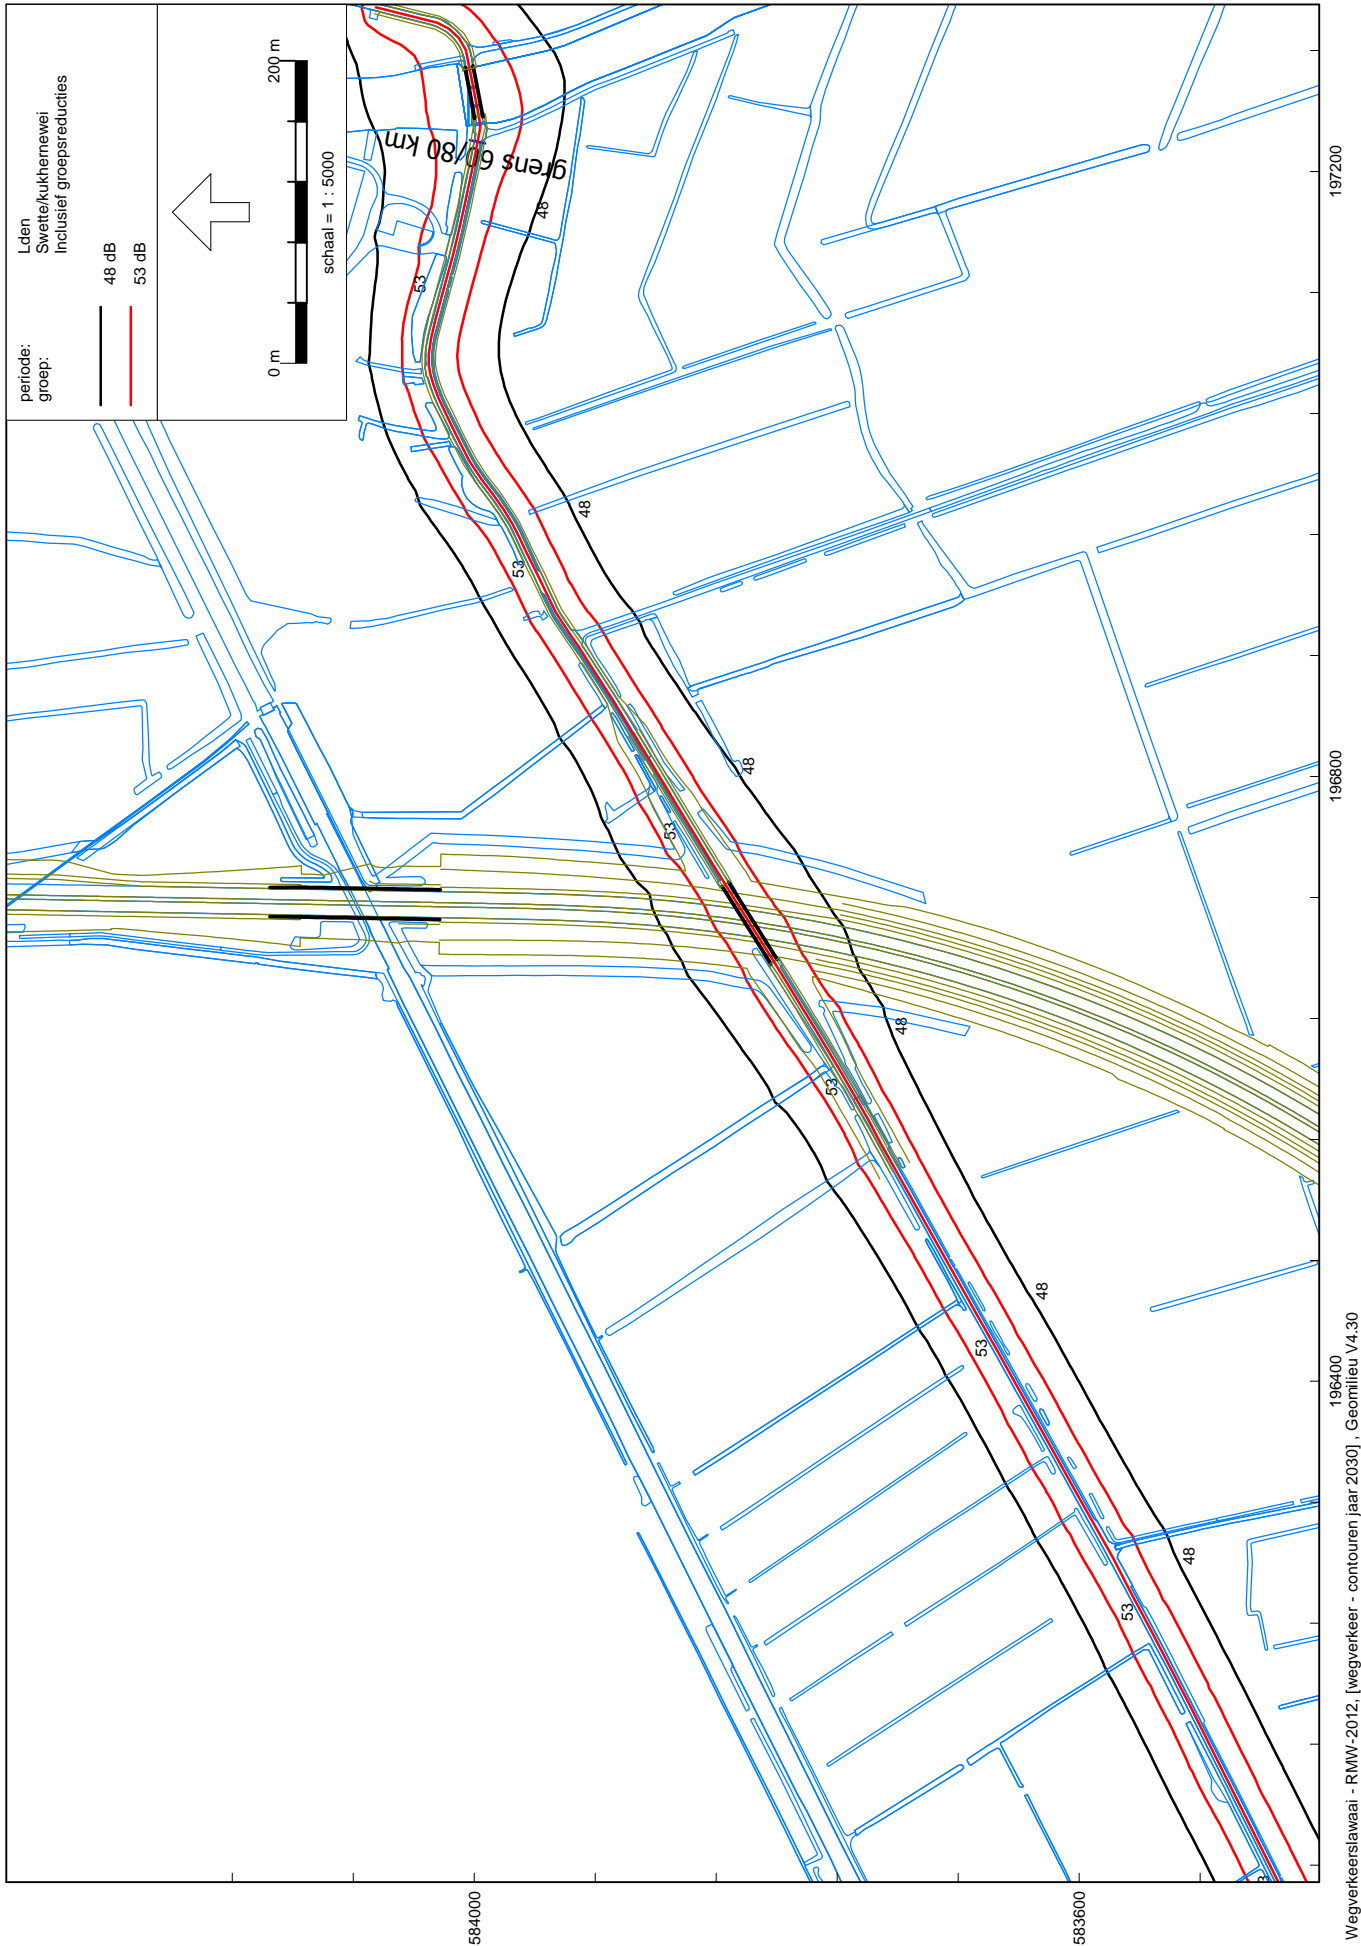 periode: Lden
groep: Swette/kukhernewei
Inclusief groepsreducties
48 dB
53 dB
0 m 200 m
schaal = 1 : 5000
grens 60/80 km
48
53
48
53
48
53
48
53
48
53
48
53
584000
583600
197200
196800
196400
Wegverkeerslawaai - RMW-2012, [wegverkeer - contouren jaar 2030] , Geomilieu V4.30